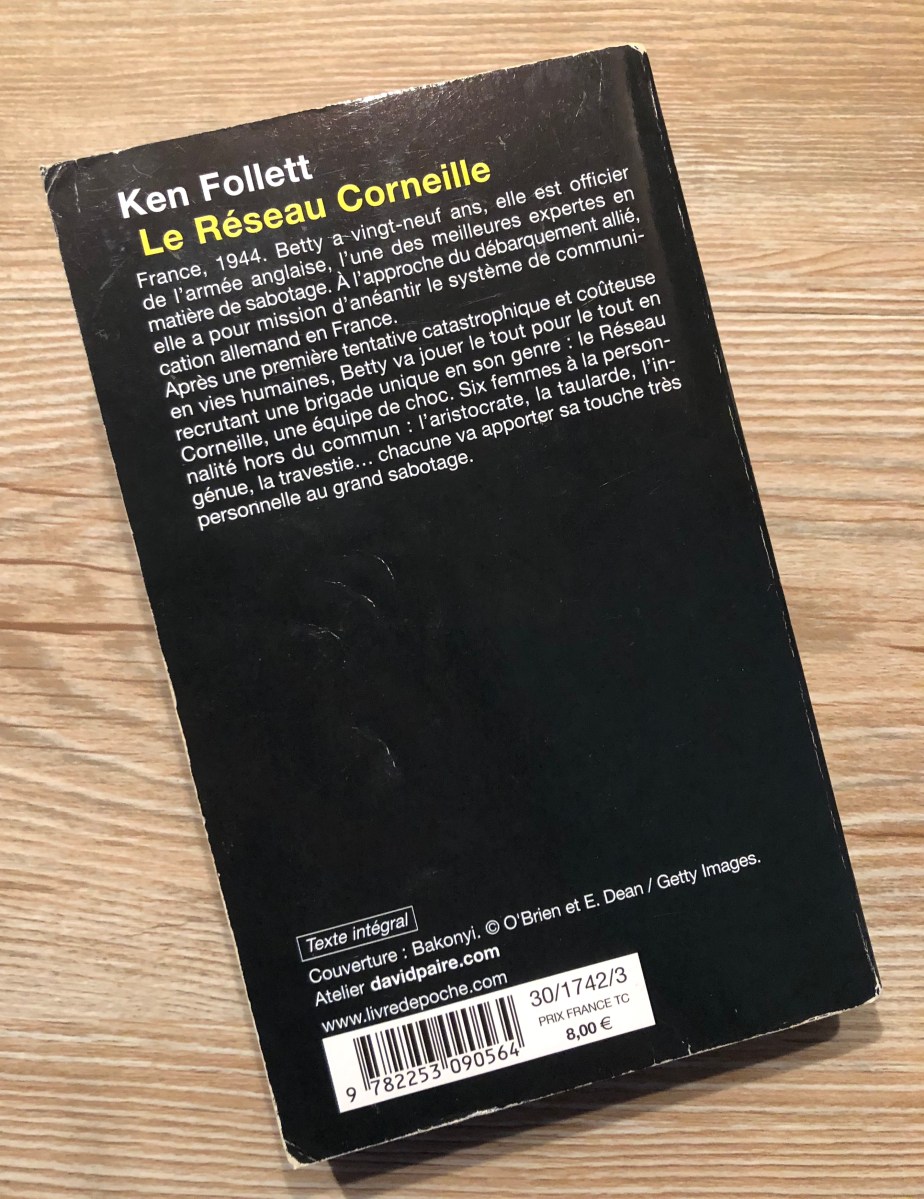 Ken Follett
Le Réseau Corneille
France, 1944. Betty a vingt-neuf ans, elle est officier
de l'armée anglaise, l'une des meilleures expertes en
matière de sabotage. À l'approche du débarquement allié,
elle a pour mission d'anéantir le système de communi-
cation allemand en France.
Après une première tentative catastrophique et coûteuse
en vies humaines, Betty va jouer le tout pour le tout en
recrutant une brigade unique en son genre : le Réseau
Corneille, une équipe de choc. Six femmes à la person-
nalité hors du commun : l'aristocrate, la taularde, l'in-
génue, la travestie... chacune va apporter sa touche très
personnelle au grand sabotage.
Texte intégral
Couverture : Bakonyi. © O'Brien et E. Dean / Getty Images.
Atelier davidpaire.com
www.livredepoche.com
30/1742/3
PRIX FRANCE TC
8,00 €
9 782253 090564